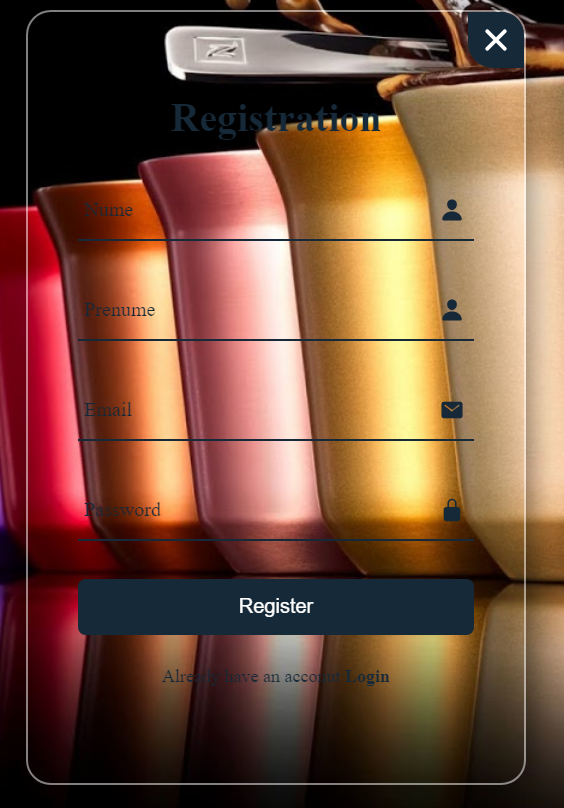 Registration
Nume
Prenume
Email
Password
Register
Already have an account Login